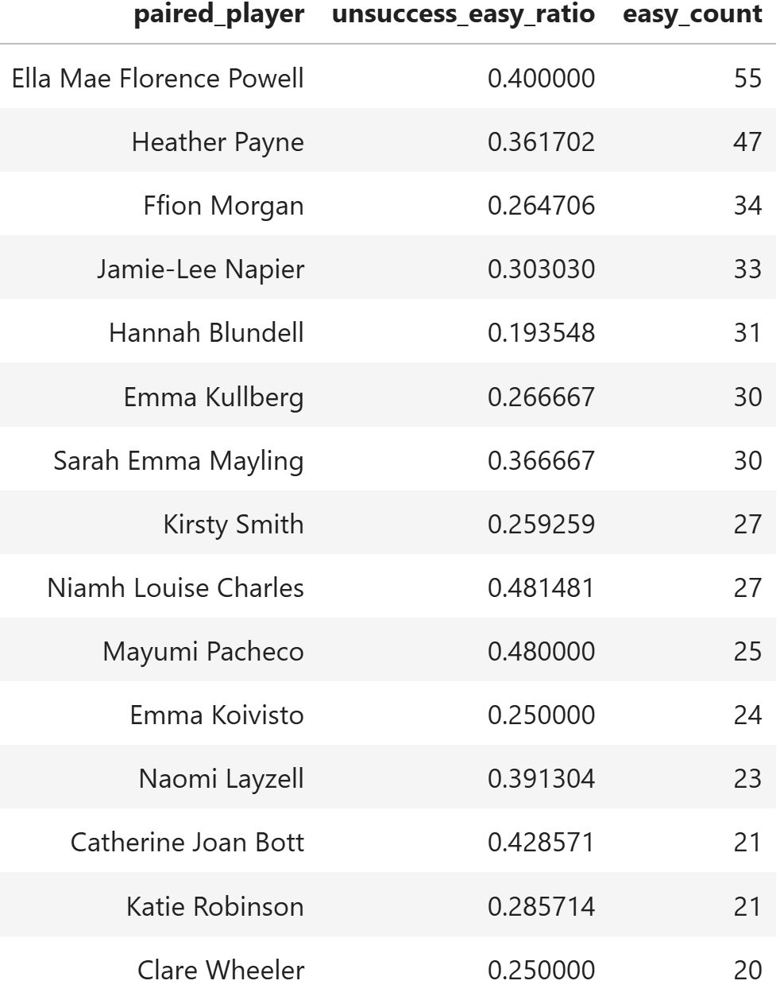 paired_player unsuccess_easy_ratio easy_count
Ella Mae Florence Powell 0.400000 55
Heather Payne 0.361702 47
Ffion Morgan 0.264706 34
Jamie-Lee Napier 0.303030 33
Hannah Blundell 0.193548 31
Emma Kullberg 0.266667 30
Sarah Emma Mayling 0.366667 30
Kirsty Smith 0.259259 27
Niamh Louise Charles 0.481481 27
Mayumi Pacheco 0.480000 25
Emma Koivisto 0.250000 24
Naomi Layzell 0.391304 23
Catherine Joan Bott 0.428571 21
Katie Robinson 0.285714 21
Clare Wheeler 0.250000 20